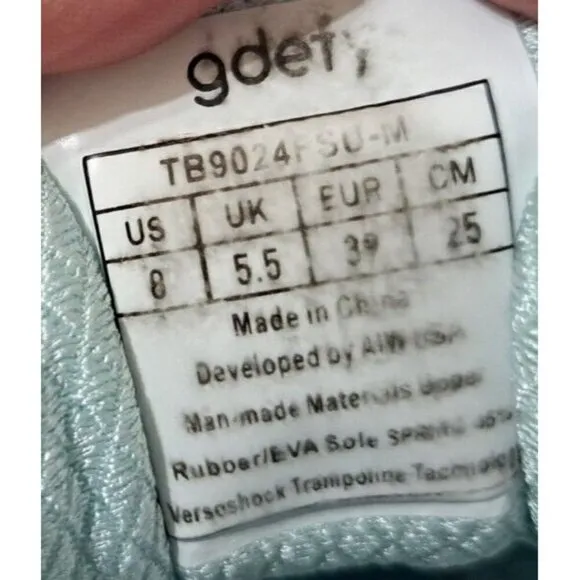 gdefy
TB9024FSU-M
US UK EUR CM
8 5.5 39 25
Made in China
Developed by USA
Man-made Materials Upper
Rubber/EVA Sole
Versoshock Trampoline Technology